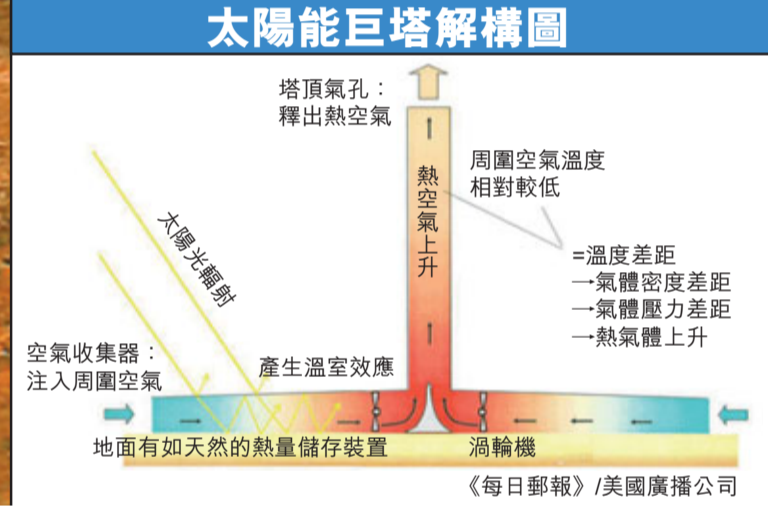 太陽能巨塔解構圖
塔頂氣孔：
釋出熱空氣
熱空氣上升
周圍空氣溫度
相對較低
=溫度差距
→氣體密度差距
→氣體壓力差距
→熱氣體上升
太陽光輻射
空氣收集器：
注入周圍空氣
產生溫室效應
地面有如天然的熱量儲存裝置
渦輪機
《每日郵報》/美國廣播公司